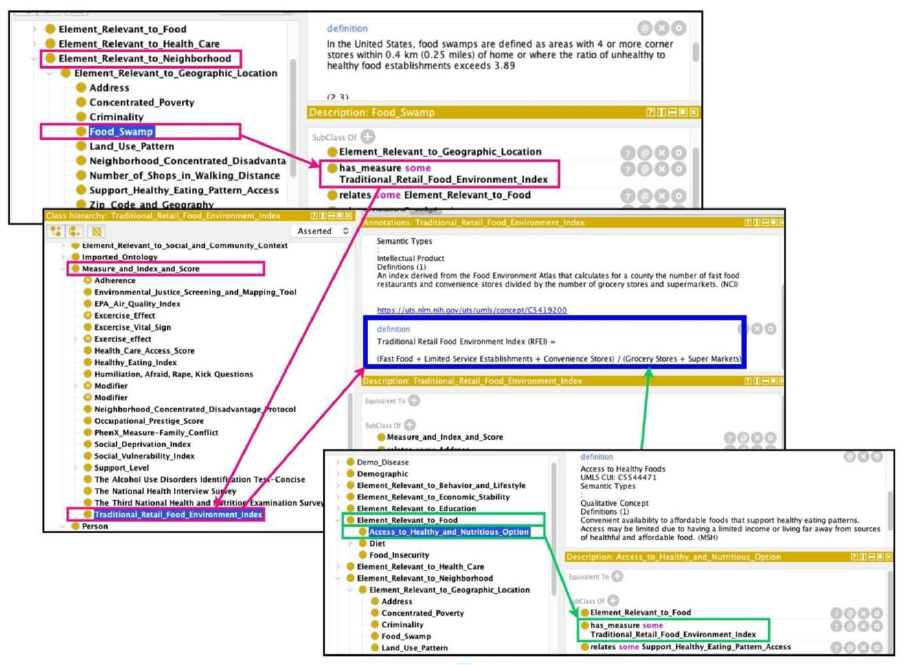 Element_Relevant_to_Food
Element_Relevant_to_Health_Care
Element_Relevant_to_Neighborhood
Element_Relevant_to_Geographic_Location
Address
Concentrated_Poverty
Criminality
Food_Swamp
Land_Use_Pattern
Neighborhood_Concentrated_Disadvanta
Number_of_Shops_in_Walking_Distance
Support_Healthy_Eating_Pattern_Access
Zip_Code_and_Geography
definition
In the United States, food swamps are defined as areas with 4 or more corner
stores within 0.4 km (0.25 miles) of home or where the ratio of unhealthy to
healthy food establishments exceeds 3.89
(2,3)
Description: Food_Swamp
SubClass Of
Element_Relevant_to_Geographic_Location
has_measure some
Traditional_Retail_Food_Environment_Index
relates some Element_Relevant_to_Food
Class hierarchy: Traditional_Retail_Food_Environment_Index
Asserted
Element_Relevant_to_Social_and_Community_Context
Imported_Ontology
Measure_and_Index_and_Score
Adherence
Environmental_Justice_Screening_and_Mapping_Tool
EPA_Air_Quality_Index
Excercise_Effect
Excercise_Vital_Sign
Exercise_effect
Health_Care_Access_Score
Healthy_Eating_Index
Humiliation, Afraid, Rape, Kick Questions
Modifier
Modifier
Neighborhood_Concentrated_Disadvantage_Protocol
Occupational_Prestige_Score
PhenX_Measure-Family_Conflict
Social_Deprivation_Index
Social_Vulnerability_Index
Support_Level
The Alcohol Use Disorders Identification Test-Concise
The National Health Interview Survey
The Third National Health and Nutrition Examination Survey
Traditional_Retail_Food_Environment_Index
Person
Annotations: Traditional_Retail_Food_Environment_Index
Semantic Types
:
Intellectual Product
Definitions (1)
An index derived from the Food Environment Atlas that calculates for a county the number of fast food
restaurants and convenience stores divided by the number of grocery stores and supermarkets. (NCI)
https://uts.nlm.nih.gov/uts/umls/concept/C5419200
definition
Traditional Retail Food Environment Index (RFEI) =
(Fast Food + Limited Service Establishments + Convenience Stores) / (Grocery Stores + Super Markets)
Description: Traditional_Retail_Food_Environment_Index
Equivalent To
SubClass Of
Measure_and_Index_and_Score
relates some Address
Demo_Disease
Demographic
Element_Relevant_to_Behavior_and_Lifestyle
Element_Relevant_to_Economic_Stability
Element_Relevant_to_Education
Element_Relevant_to_Food
Access_to_Healthy_and_Nutritious_Option
Diet
Food_Insecurity
Element_Relevant_to_Health_Care
Element_Relevant_to_Neighborhood
Element_Relevant_to_Geographic_Location
Address
Concentrated_Poverty
Criminality
Food_Swamp
Land_Use_Pattern
definition
Access to Healthy Foods
UMLS CUI: C5544471
Semantic Types
:
Qualitative Concept
Definitions (1)
Convenient availability to affordable foods that support healthy eating patterns.
Access may be limited due to having a limited income or living far away from sources
of healthful and affordable food. (MSH)
Description: Access_to_Healthy_and_Nutritious_Option
Equivalent To
SubClass Of
Element_Relevant_to_Food
has_measure some
Traditional_Retail_Food_Environment_Index
relates some Support_Healthy_Eating_Pattern_Access